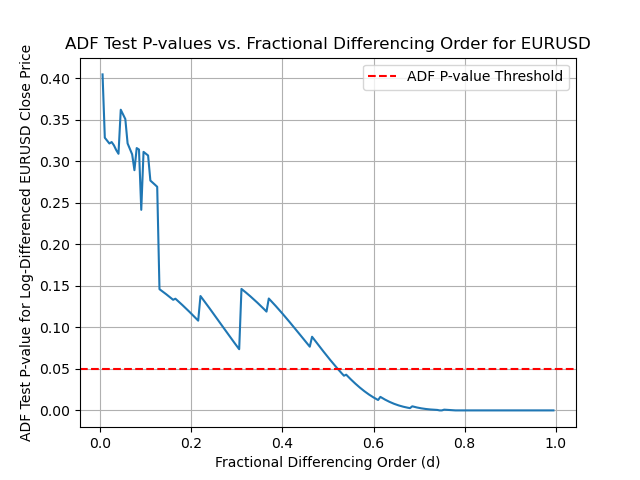 ADF Test P-values vs. Fractional Differencing Order for EURUSD
ADF P-value Threshold
ADF Test P-value for Log-Differenced EURUSD Close Price
0.40
0.35
0.30
0.25
0.20
0.15
0.10
0.05
0.00
0.0 0.2 0.4 0.6 0.8 1.0
Fractional Differencing Order (d)